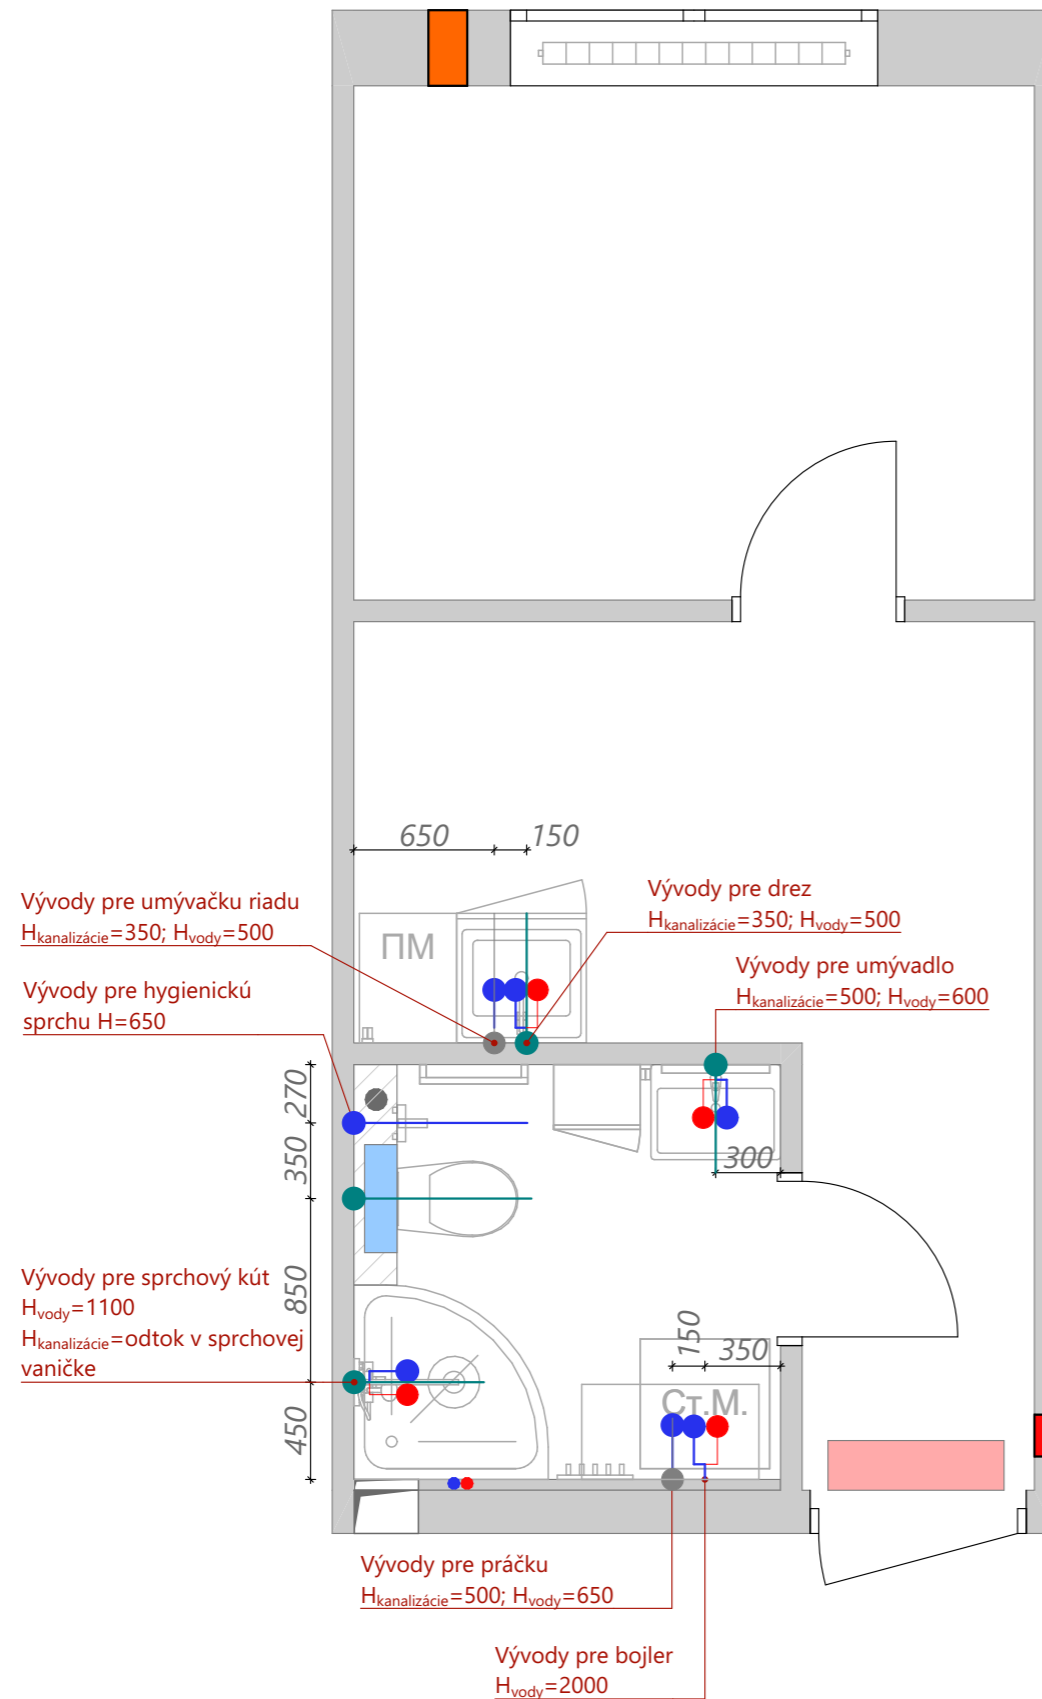 650
150
Vývody pre umývačku riadu
Hkanalizácie=350; Hvody=500
Vývody pre drez
Hkanalizácie=350; Hvody=500
ПМ
Vývody pre umývadlo
Hkanalizácie=500; Hvody=600
Vývody pre hygienickú
sprchu H=650
270
350
300
850
Vývody pre sprchový kút
Hvody=1100
Hkanalizácie=odtok v sprchovej
vaničke
150
350
Ст.М.
450
Vývody pre práčku
Hkanalizácie=500; Hvody=650
Vývody pre bojler
Hvody=2000